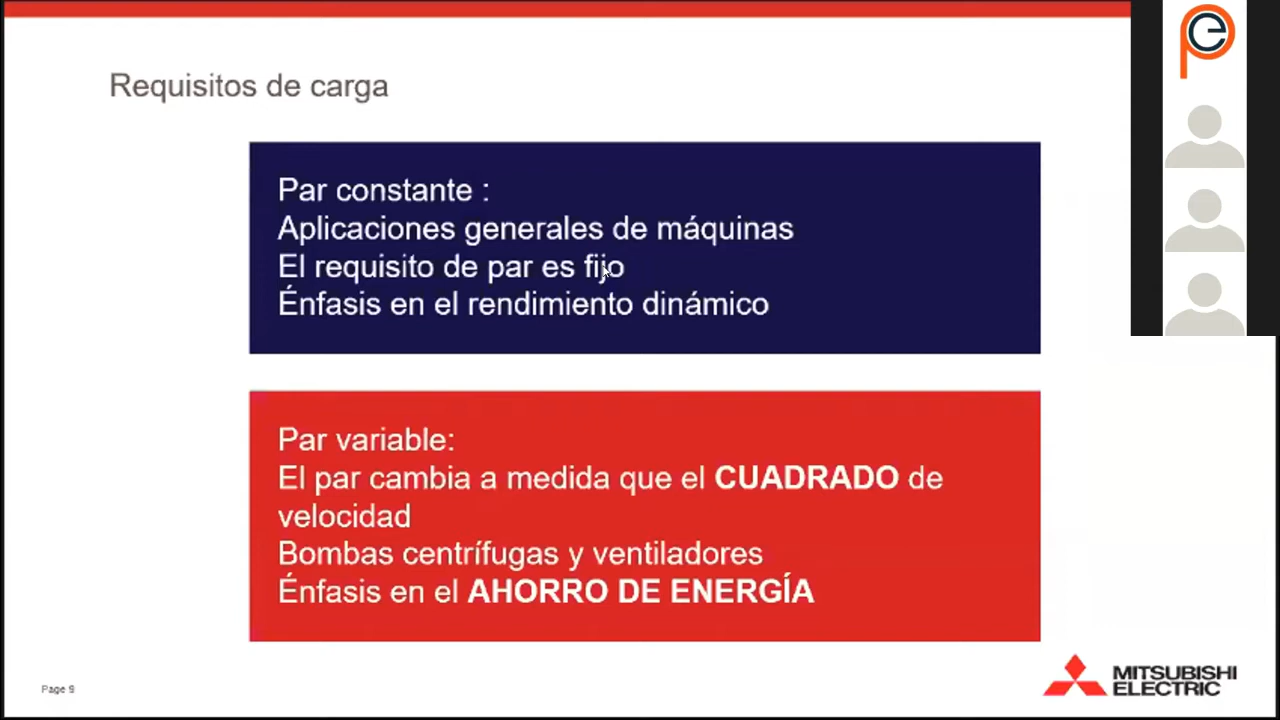 Requisitos de carga
Par constante :
Aplicaciones generales de máquinas
El requisito de par es fijo
Énfasis en el rendimiento dinámico
Par variable:
El par cambia a medida que el CUADRADO de
velocidad
Bombas centrífugas y ventiladores
Énfasis en el AHORRO DE ENERGÍA
Page 9
MITSUBISHI
ELECTRIC